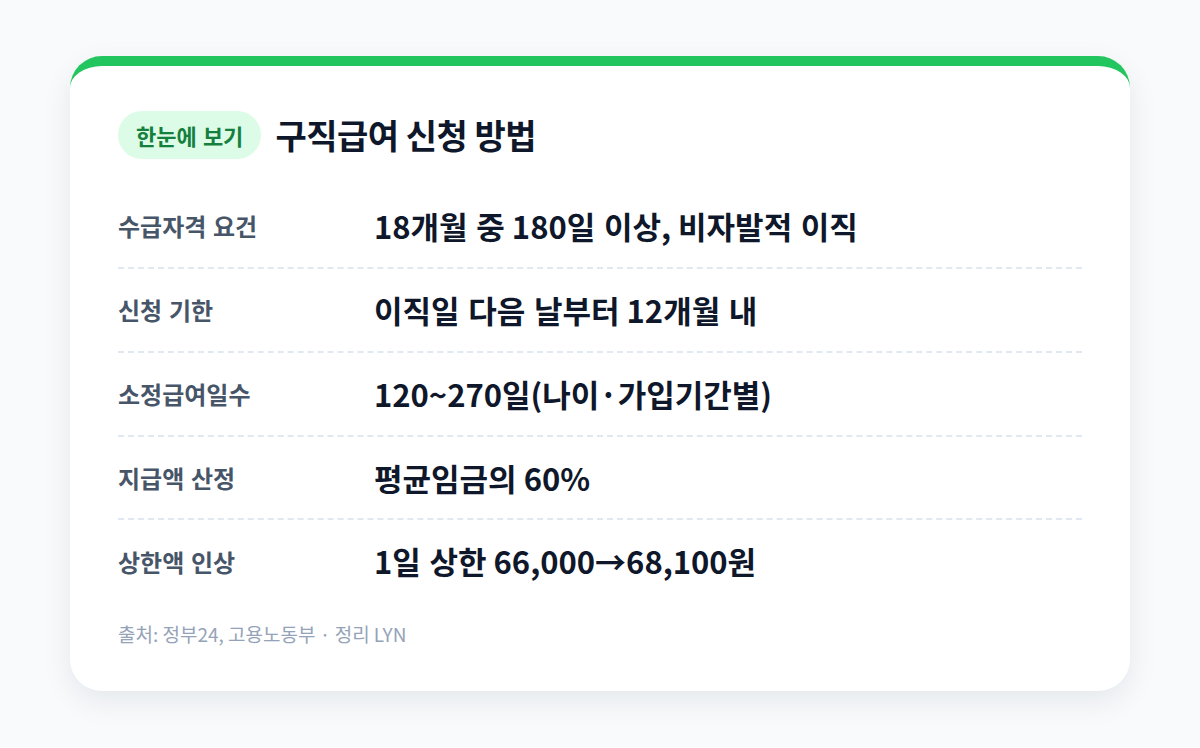 한눈에 보기 구직급여 신청 방법
수급자격 요건 18개월 중 180일 이상, 비자발적 이직
신청 기한 이직일 다음 날부터 12개월 내
소정급여일수 120~270일(나이·가입기간별)
지급액 산정 평균임금의 60%
상한액 인상 1일 상한 66,000→68,100원
출처: 정부24, 고용노동부 · 정리 LYN